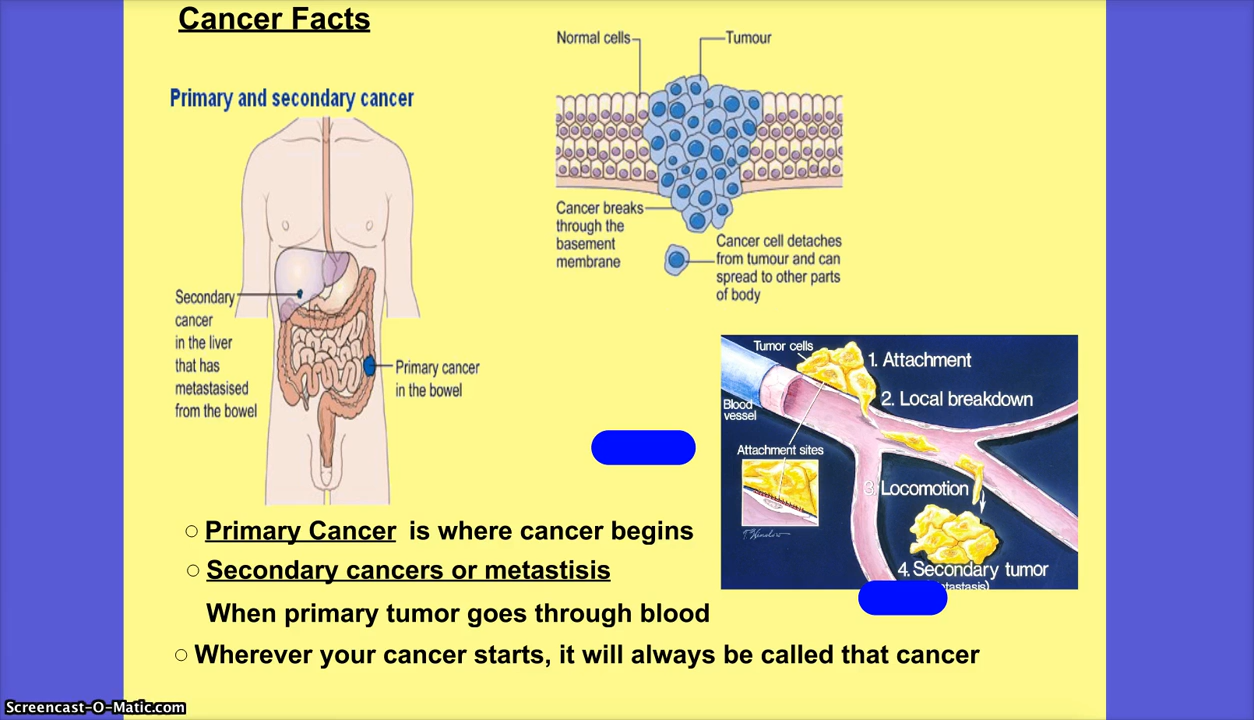 Cancer Facts
Primary and secondary cancer
Secondary
cancer
in the liver
that has
metastasised
from the bowel
Primary cancer
in the bowel
Normal cells
Tumour
Cancer breaks
through the
basement
membrane
Cancer cell detaches
from tumour and can
spread to other parts
of body
Tumor cells
1. Attachment
2. Local breakdown
Blood
vessel
Attachment sites
3. Locomotion
4. Secondary tumor
Primary Cancer is where cancer begins
Secondary cancers or metastisis
When primary tumor goes through blood
Wherever your cancer starts, it will always be called that cancer
Screencast-O-Matic.com